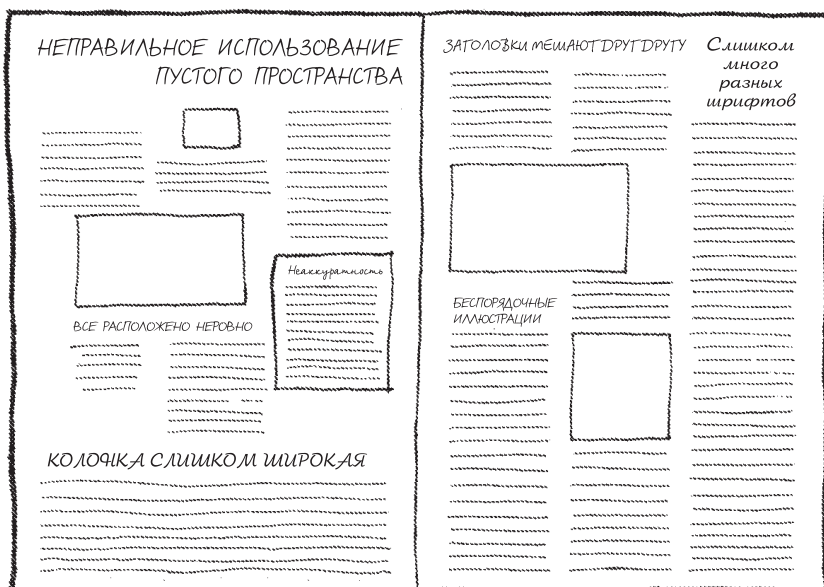 НЕПРАВИЛЬНОЕ ИСПОЛЬЗОВАНИЕ
ПУСТОГО ПРОСТРАНСТВА
Неаккуратность
ВСЕ РАСПОЛОЖЕНО НЕРОВНО
КОЛОНКА СЛИШКОМ ШИРОКАЯ
ЗАГОЛОВКИ МЕШАЮТ ДРУГ ДРУГУ
Слишком
много
разных
шрифтов
БЕСПОРЯДОЧНЫЕ
ИЛЛЮСТРАЦИИ